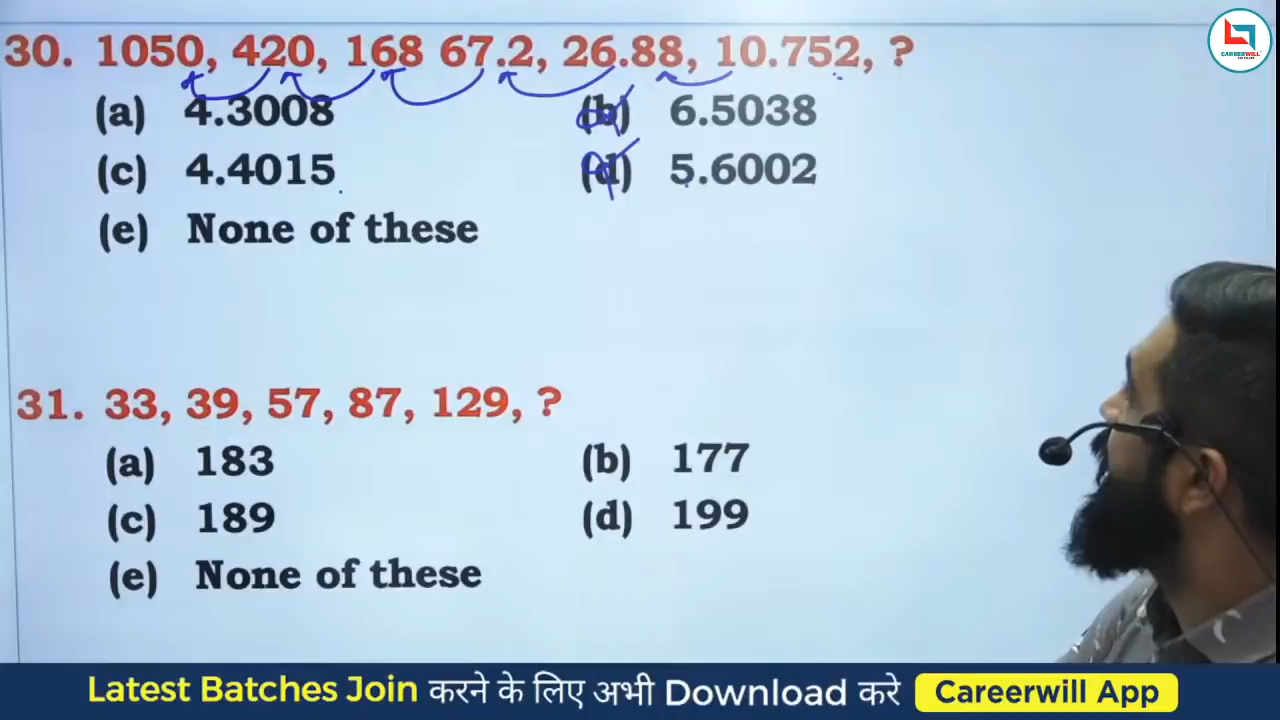 CAREERWILL
30. 1050, 420, 168 67.2, 26.88, 10.752, ?
(a) 4.3008 (b) 6.5038
(c) 4.4015 (d) 5.6002
(e) None of these
31. 33, 39, 57, 87, 129, ?
(a) 183 (b) 177
(c) 189 (d) 199
(e) None of these
Latest Batches Join करने के लिए अभी Download करे Careerwill App